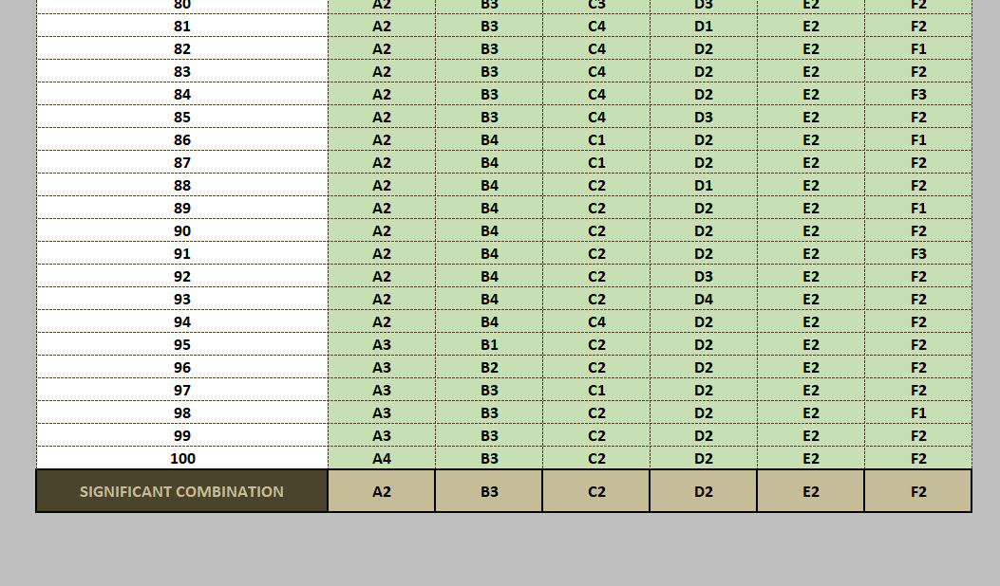 80 A2 B3 C3 D3 E2 F2
81 A2 B3 C4 D1 E2 F2
82 A2 B3 C4 D2 E2 F1
83 A2 B3 C4 D2 E2 F2
84 A2 B3 C4 D2 E2 F3
85 A2 B3 C4 D3 E2 F2
86 A2 B4 C1 D2 E2 F1
87 A2 B4 C1 D2 E2 F2
88 A2 B4 C2 D1 E2 F2
89 A2 B4 C2 D2 E2 F1
90 A2 B4 C2 D2 E2 F2
91 A2 B4 C2 D2 E2 F3
92 A2 B4 C2 D3 E2 F2
93 A2 B4 C2 D4 E2 F2
94 A2 B4 C4 D2 E2 F2
95 A3 B1 C2 D2 E2 F2
96 A3 B2 C2 D2 E2 F2
97 A3 B3 C1 D2 E2 F2
98 A3 B3 C2 D2 E2 F1
99 A3 B3 C2 D2 E2 F2
100 A4 B3 C2 D2 E2 F2
SIGNIFICANT COMBINATION A2 B3 C2 D2 E2 F2